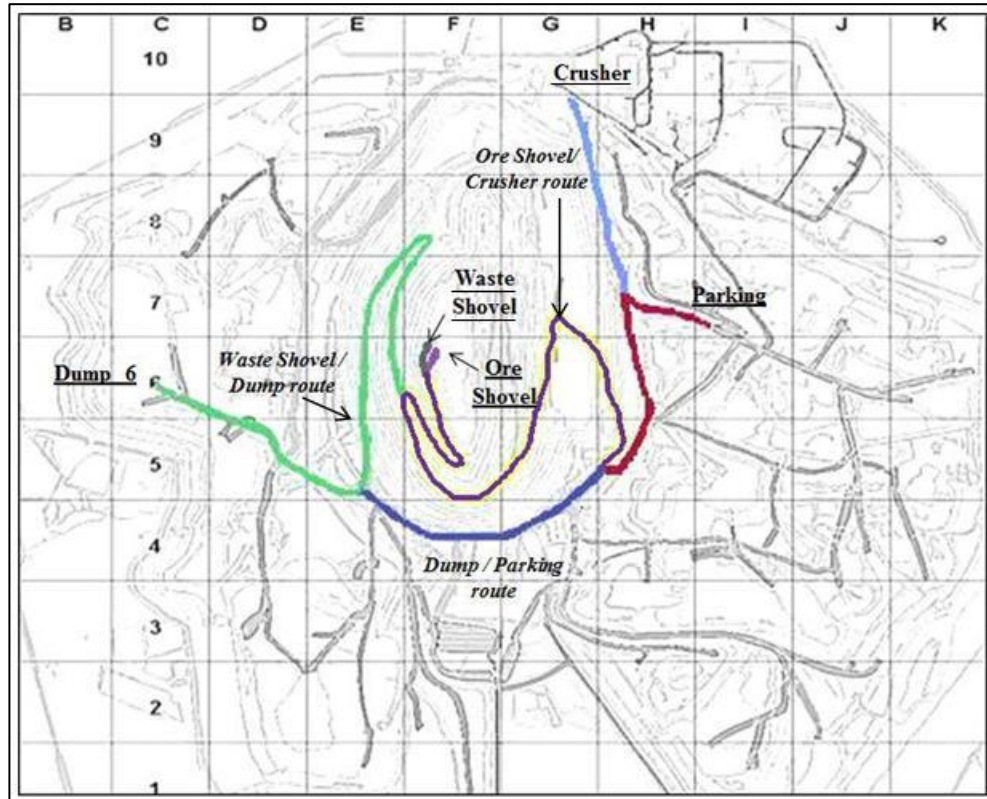 B C D E F G H I J K
10
Crusher
9
Ore Shovel/
Crusher route
8
Waste
Shovel
7
Parking
Waste Shovel /
Dump route
Ore
Shovel
Dump 6
6
5
4
Dump / Parking
route
3
2
1